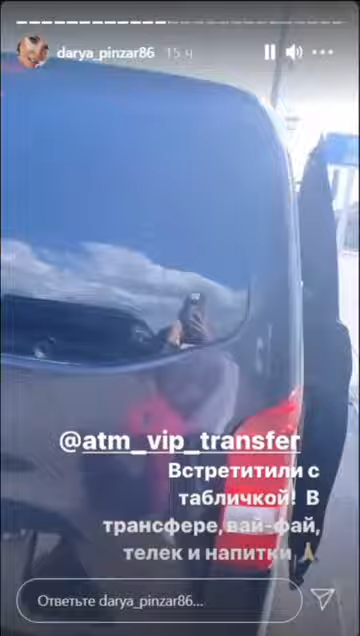 darya_pinzar86 15 ч
@atm_vip_transfer
Встретитили с
табличкой! В
трансфере, вай-фай,
телек и напитки 🙏
Ответьте darya_pinzar86...